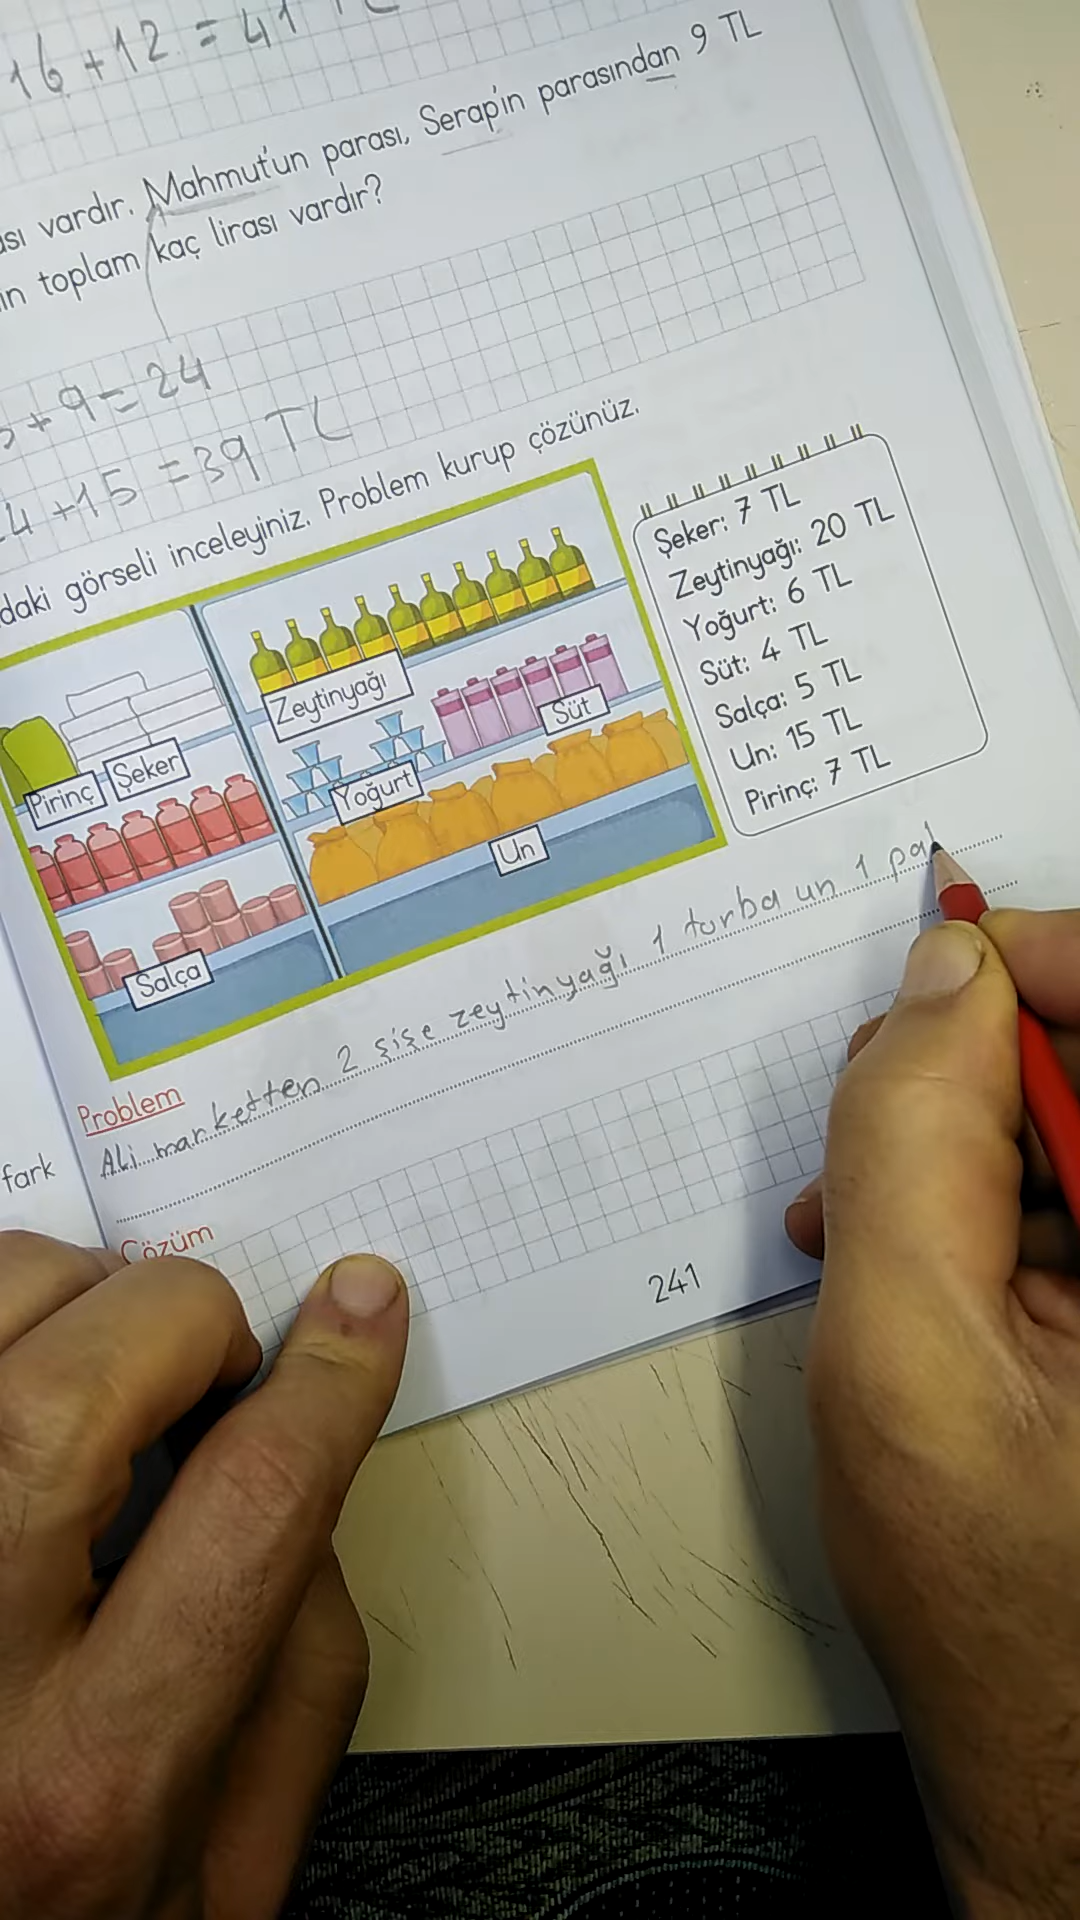 16 + 12 = 41 TL
ası vardır. Mahmut'un parası, Serap'ın parasından 9 TL
in toplam kaç lirası vardır?
+ 9 = 24
24 + 15 = 39 TL
daki görseli inceleyiniz. Problem kurup çözünüz.
Zeytinyağı
Süt
Pirinç
Şeker
Yoğurt
Un
Salça
Şeker: 7 TL
Zeytinyağı: 20 TL
Yoğurt: 6 TL
Süt: 4 TL
Salça: 5 TL
Un: 15 TL
Pirinç: 7 TL
Problem
Ali marketten 2 şişe zeytinyağı 1 torba un 1 pa
fark
Çözüm
241